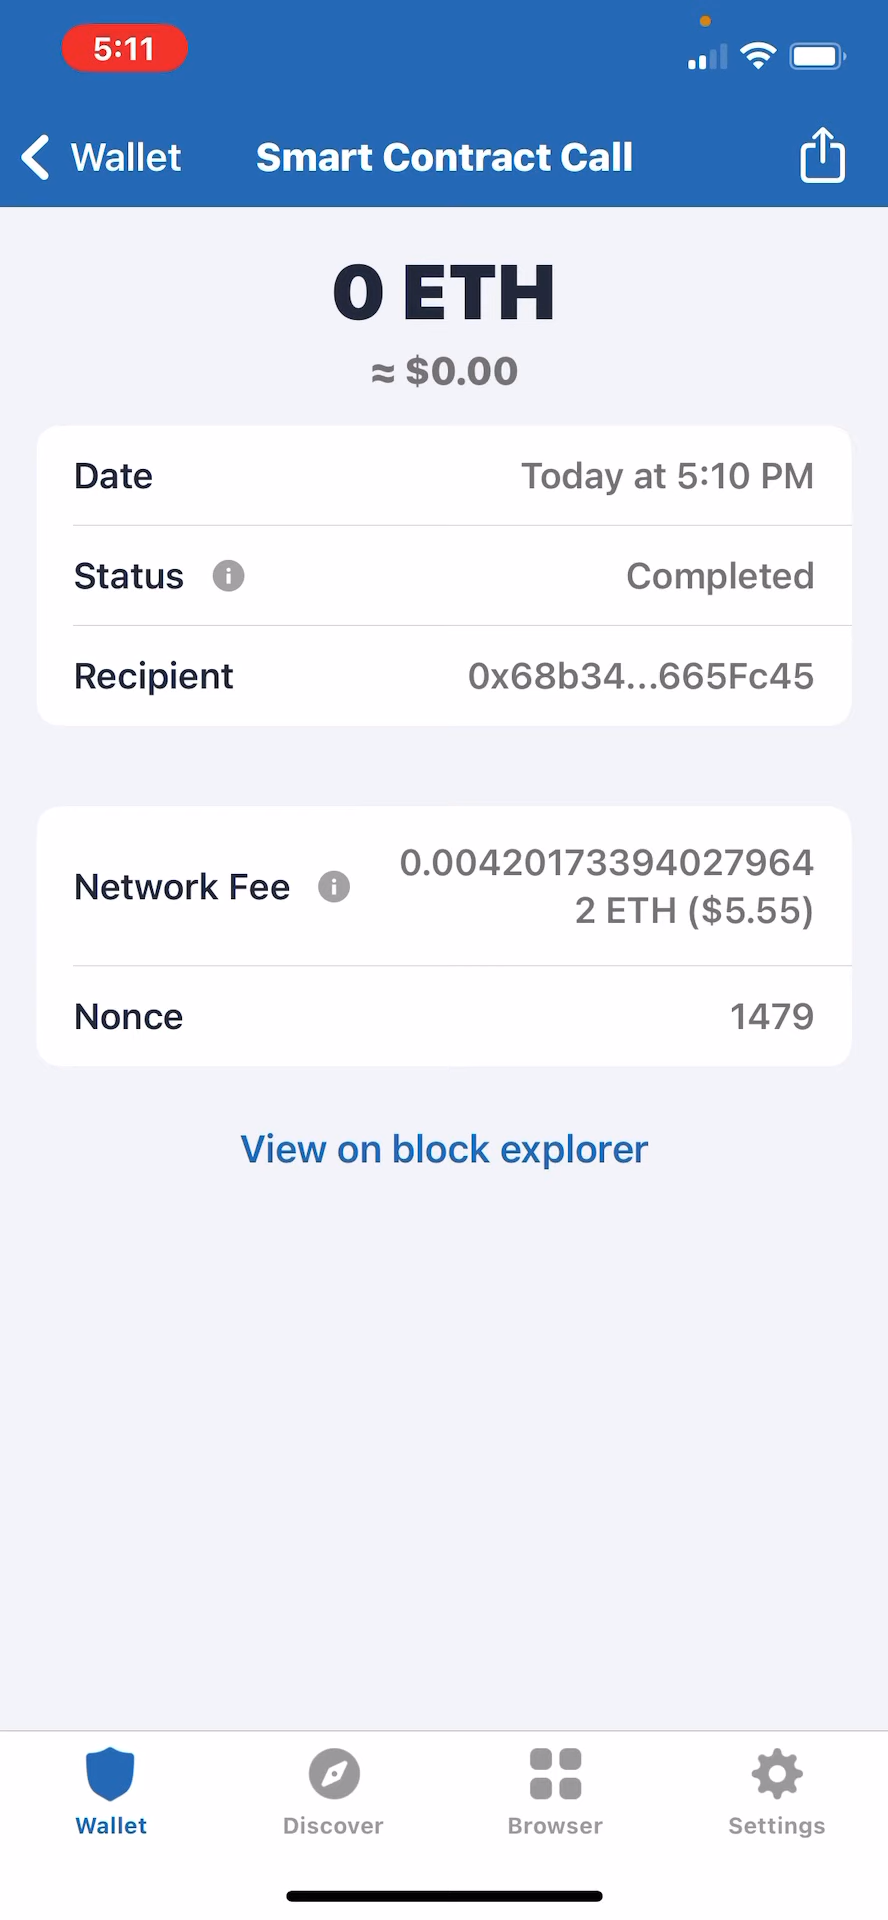 5:11
Wallet
Smart Contract Call
0 ETH
≈ $0.00
Date
Today at 5:10 PM
Status
Completed
Recipient
0x68b34...665Fc45
Network Fee
0.00420173394027964
2 ETH ($5.55)
Nonce
1479
View on block explorer
Wallet
Discover
Browser
Settings